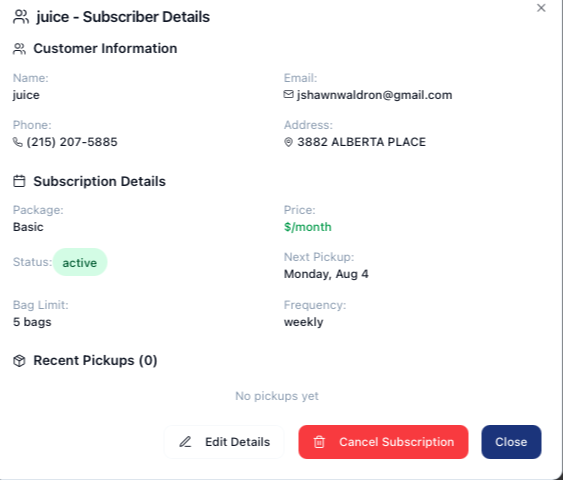 juice - Subscriber Details
Customer Information
Name:
juice
Email:
jshawnwaldron@gmail.com
Phone:
(215) 207-5885
Address:
3882 ALBERTA PLACE
Subscription Details
Package:
Basic
Price:
$/month
Status: active
Next Pickup:
Monday, Aug 4
Bag Limit:
5 bags
Frequency:
weekly
Recent Pickups (0)
No pickups yet
Edit Details
Cancel Subscription
Close